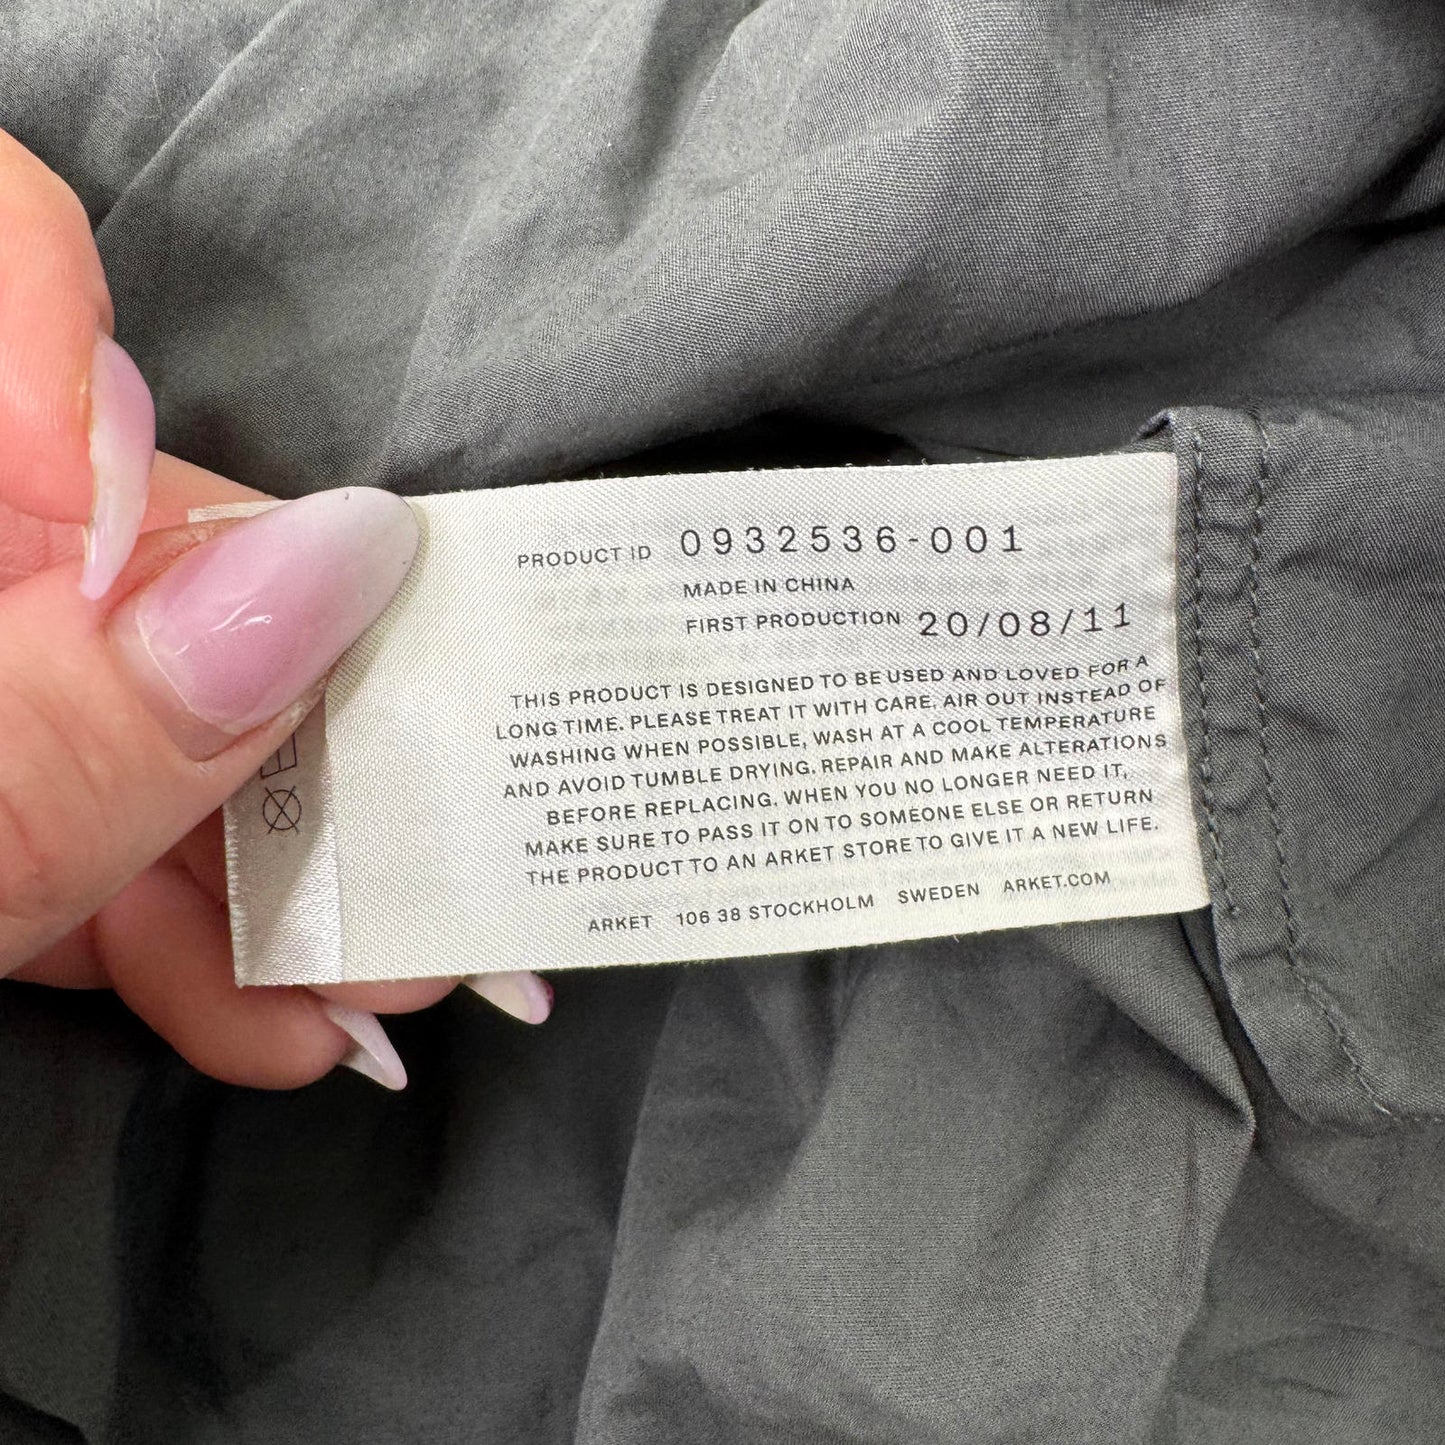 PRODUCT ID 0932536-001
MADE IN CHINA
FIRST PRODUCTION 20/08/11
THIS PRODUCT IS DESIGNED TO BE USED AND LOVED FOR A
LONG TIME. PLEASE TREAT IT WITH CARE. AIR OUT INSTEAD OF
WASHING WHEN POSSIBLE, WASH AT A COOL TEMPERATURE
AND AVOID TUMBLE DRYING. REPAIR AND MAKE ALTERATIONS
BEFORE REPLACING. WHEN YOU NO LONGER NEED IT,
MAKE SURE TO PASS IT ON TO SOMEONE ELSE OR RETURN
THE PRODUCT TO AN ARKET STORE TO GIVE IT A NEW LIFE.
ARKET 106 38 STOCKHOLM SWEDEN ARKET.COM